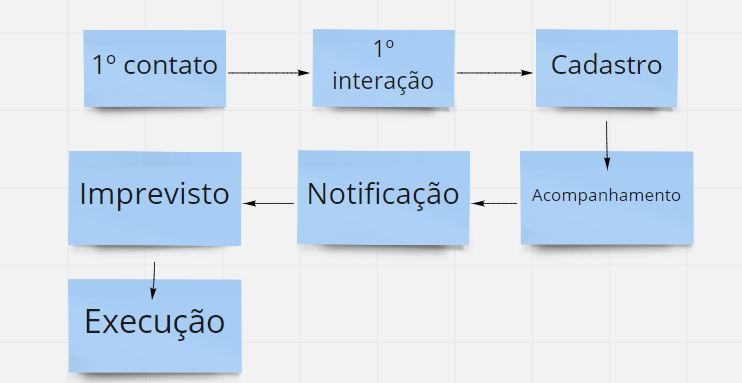 1º contato
1º
interação
Cadastro
Imprevisto
Notificação
Acompanhamento
Execução